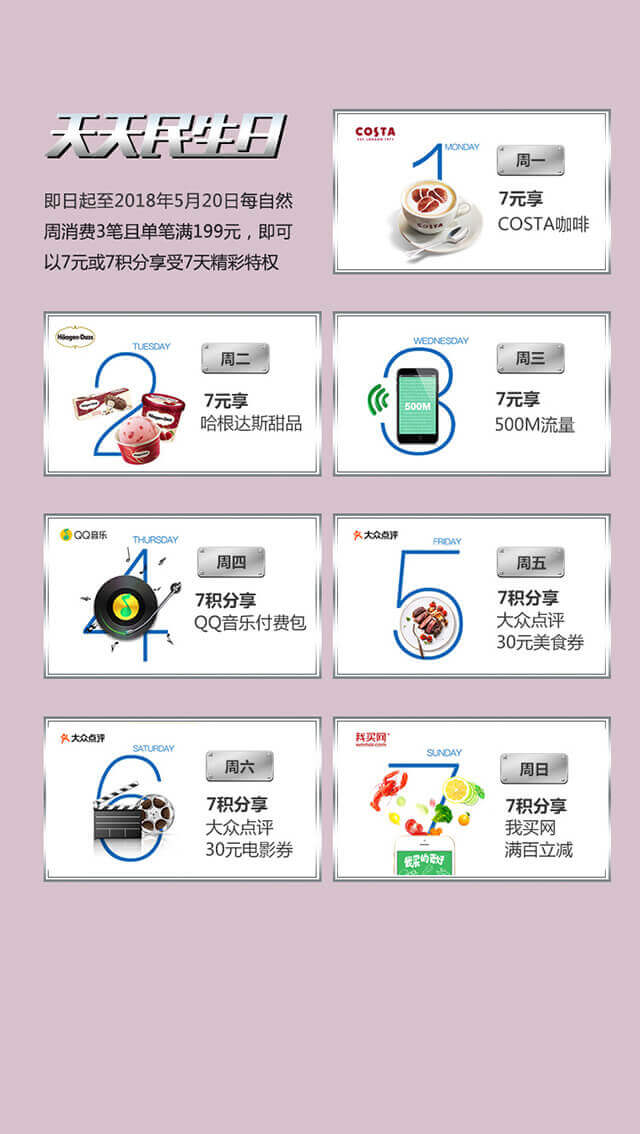 天天民生日
即日起至2018年5月20日每自然
周消费3笔且单笔满199元，即可
以7元或7积分享受7天精彩特权
COSTA
1
MONDAY
周一
7元享
COSTA咖啡
COSTA
Häagen-Dazs
2
TUESDAY
周二
7元享
哈根达斯甜品
3
WEDNESDAY
周三
7元享
500M流量
500M
QQ音乐
4
THURSDAY
周四
7积分享
QQ音乐付费包
大众点评
5
FRIDAY
周五
7积分享
大众点评
30元美食券
大众点评
6
SATURDAY
周六
7积分享
大众点评
30元电影券
我买网
womai.com
7
SUNDAY
周日
7积分享
我买网
满百立减